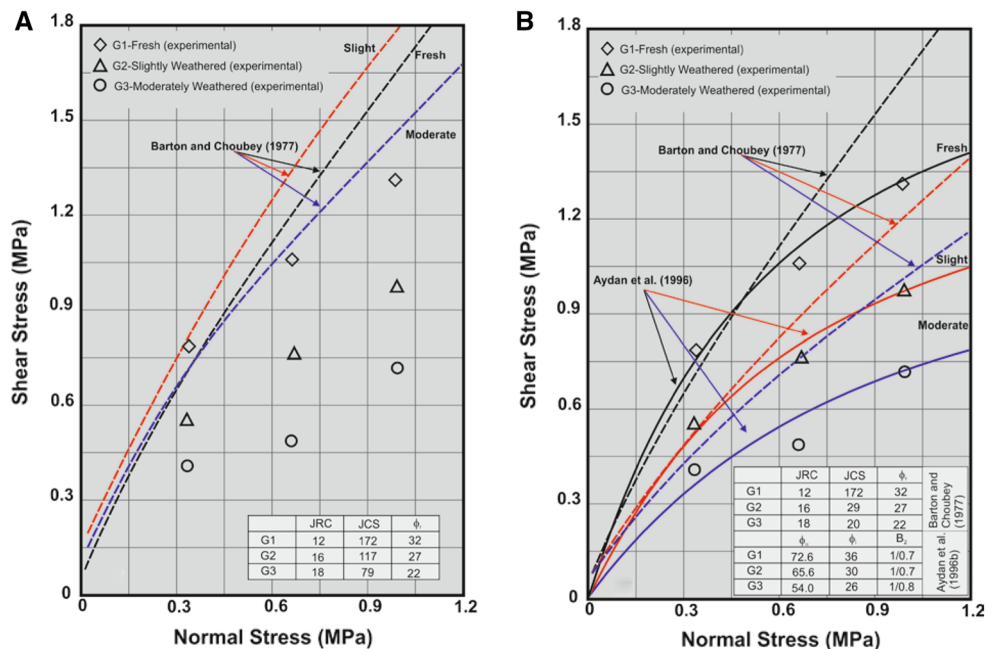 A
1.8
1.5
1.2
0.9
0.6
0.3
0
Shear Stress (MPa)
G1-Fresh (experimental)
G2-Slightly Weathered (experimental)
G3-Moderately Weathered (experimental)
Slight
Fresh
Moderate
Barton and Choubey (1977)
JRC JCS ϕr
G1 12 172 32
G2 16 117 27
G3 18 79 22
0 0.3 0.6 0.9 1.2
Normal Stress (MPa)
B
1.8
1.5
1.2
0.9
0.6
0.3
0
Shear Stress (MPa)
G1-Fresh (experimental)
G2-Slightly Weathered (experimental)
G3-Moderately Weathered (experimental)
Barton and Choubey (1977)
Fresh
Aydan et al. (1996)
Slight
Moderate
JRC JCS ϕr
G1 12 172 32
G2 16 29 27
G3 18 20 22
Barton and
Choubey
(1977)
G1 72.6 36 1/0.7
G2 65.6 30 1/0.7
G3 54.0 26 1/0.8
Aydan et al.
(1996b)
0 0.3 0.6 0.9 1.2
Normal Stress (MPa)